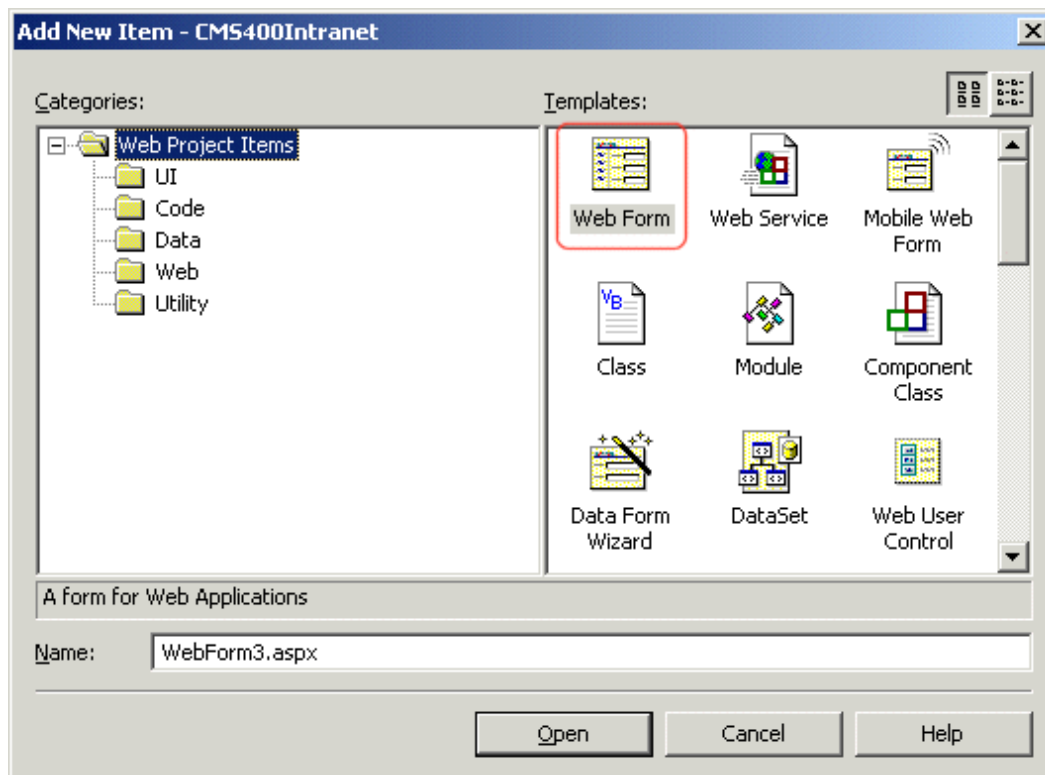 Add New Item - CMS400Intranet
Categories:
Templates:
Web Project Items
UI
Code
Data
Web
Utility
Web Form
Web Service
Mobile Web
Form
Class
Module
Component
Class
Data Form
Wizard
DataSet
Web User
Control
A form for Web Applications
Name:
WebForm3.aspx
Open
Cancel
Help